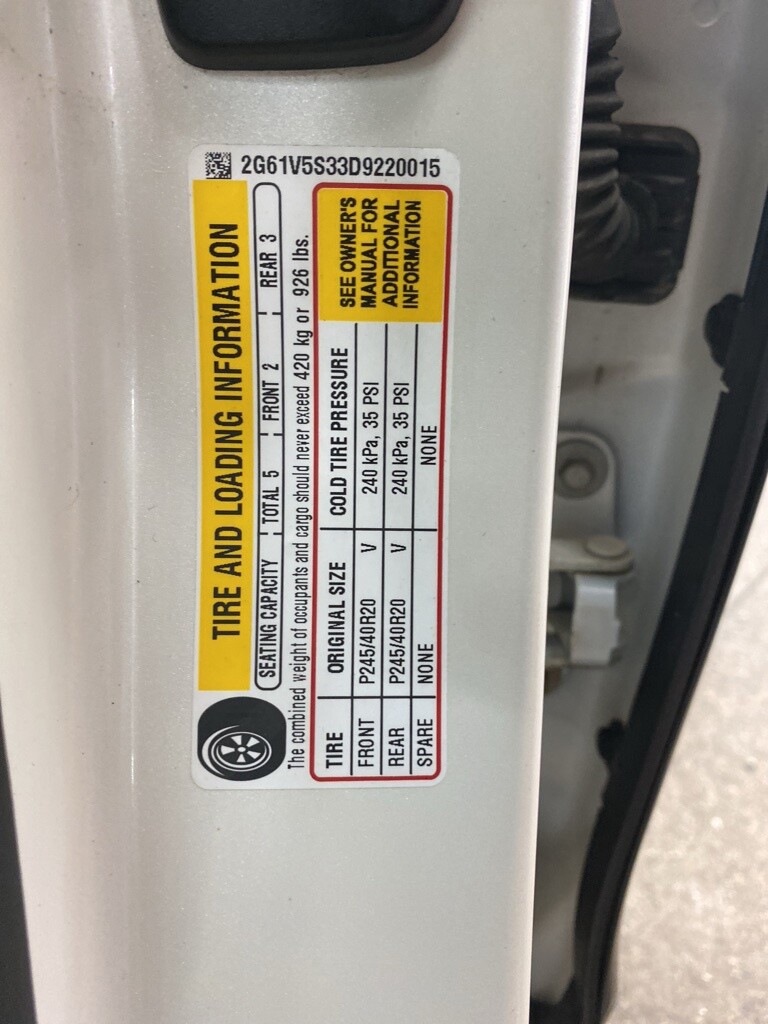 2G61V5S33D9220015
TIRE AND LOADING INFORMATION
SEATING CAPACITY TOTAL 5 FRONT 2 REAR 3
The combined weight of occupants and cargo should never exceed 420 kg or 926 lbs.
TIRE ORIGINAL SIZE COLD TIRE PRESSURE
FRONT P245/40R20 V 240 kPa, 35 PSI
REAR P245/40R20 V 240 kPa, 35 PSI
SPARE NONE NONE
SEE OWNER'S
MANUAL FOR
ADDITIONAL
INFORMATION